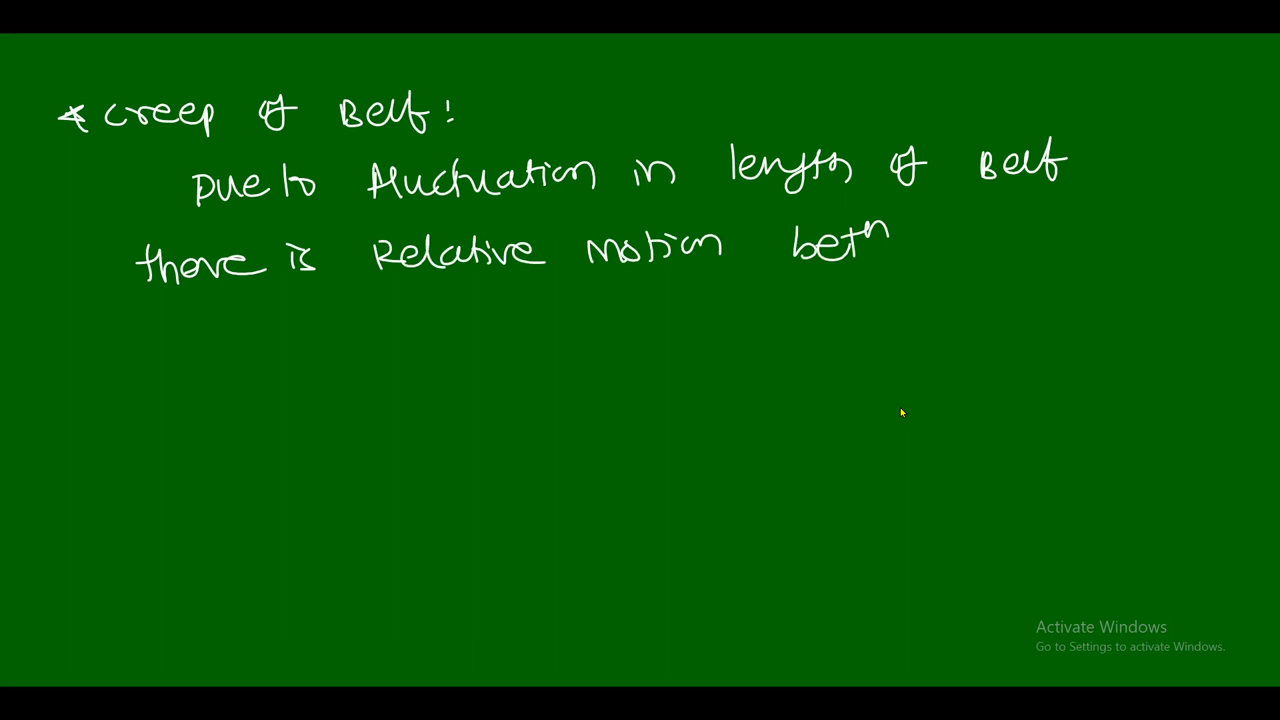 * creep of Belt:
Due to fluctuation in length of Belt
there is Relative motion betn
Activate Windows
Go to Settings to activate Windows.